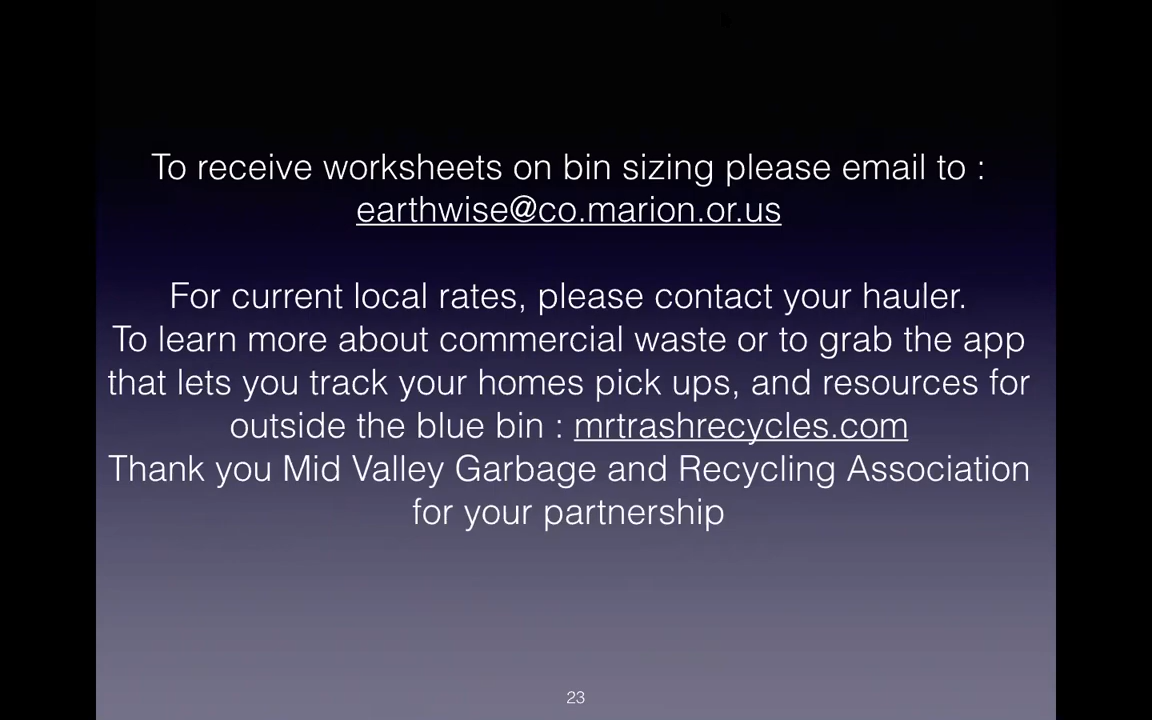 To receive worksheets on bin sizing please email to :
earthwise@co.marion.or.us
For current local rates, please contact your hauler.
To learn more about commercial waste or to grab the app
that lets you track your homes pick ups, and resources for
outside the blue bin : mrtrashrecycles.com
Thank you Mid Valley Garbage and Recycling Association
for your partnership
23